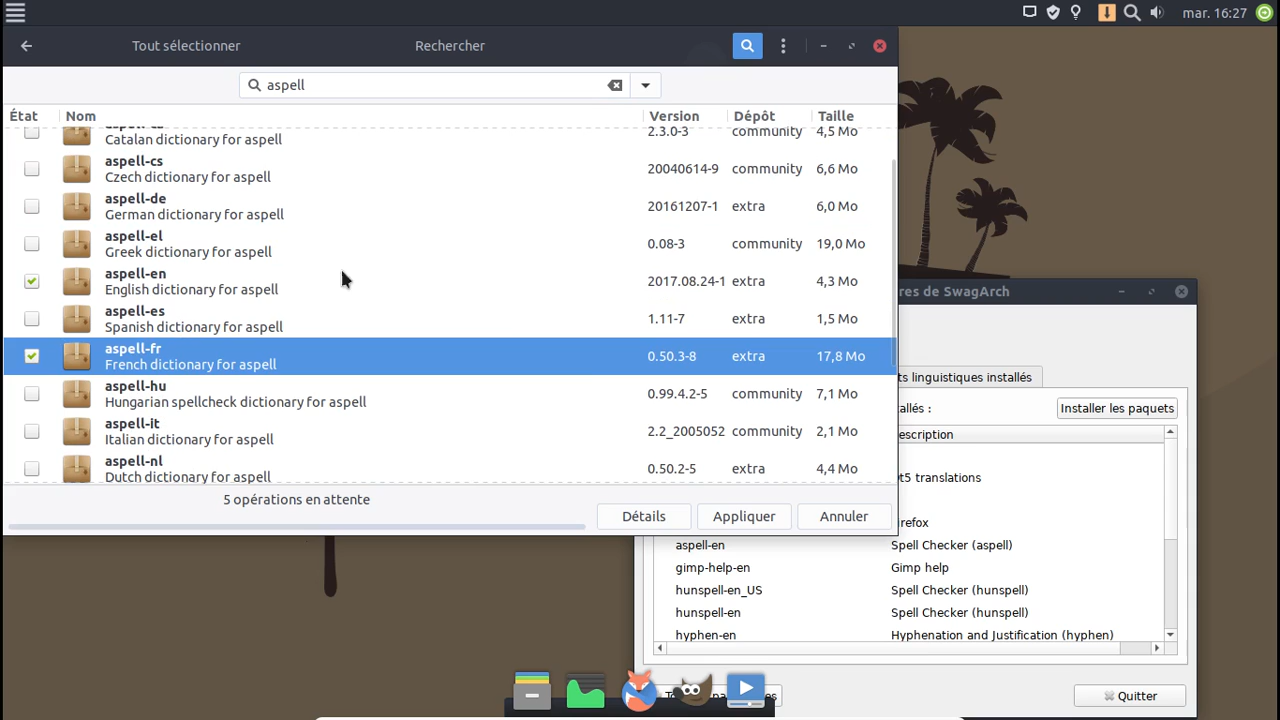 mar. 16:27
Tout sélectionner
Rechercher
aspell
État Nom Version Dépôt Taille
2.3.0-3 community 4,5 Mo
Catalan dictionary for aspell
aspell-cs
Czech dictionary for aspell
20040614-9 community 6,6 Mo
aspell-de
German dictionary for aspell
20161207-1 extra 6,0 Mo
aspell-el
Greek dictionary for aspell
0.08-3 community 19,0 Mo
aspell-en
English dictionary for aspell
2017.08.24-1 extra 4,3 Mo
aspell-es
Spanish dictionary for aspell
1.11-7 extra 1,5 Mo
aspell-fr
French dictionary for aspell
0.50.3-8 extra 17,8 Mo
aspell-hu
Hungarian spellcheck dictionary for aspell
0.99.4.2-5 community 7,1 Mo
aspell-it
Italian dictionary for aspell
2.2_2005052 community 2,1 Mo
aspell-nl
Dutch dictionary for aspell
0.50.2-5 extra 4,4 Mo
5 opérations en attente
Détails
Appliquer
Annuler
res de SwagArch
ts linguistiques installés
allés :
Installer les paquets
escription
t5 translations
irefox
aspell-en Spell Checker (aspell)
gimp-help-en Gimp help
hunspell-en_US Spell Checker (hunspell)
hunspell-en Spell Checker (hunspell)
hyphen-en Hyphenation and Justification (hyphen)
Quitter